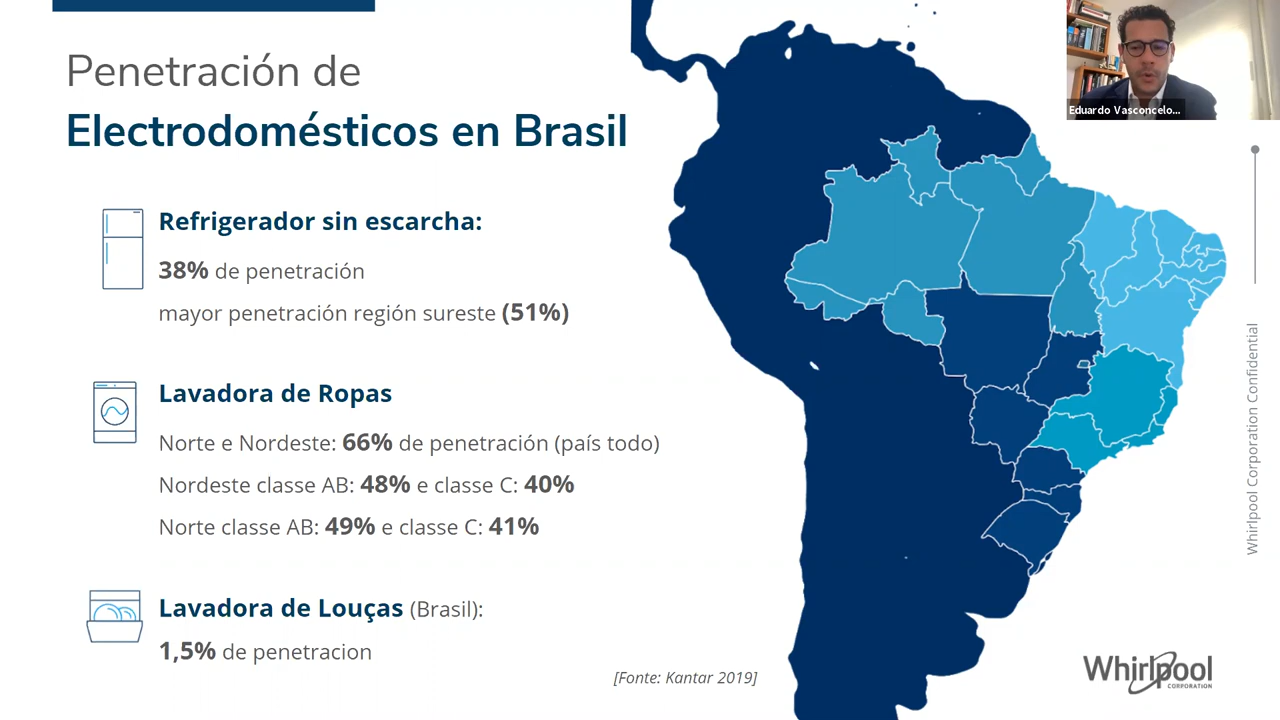 Penetración de
Electrodomésticos en Brasil
Eduardo Vasconcelo...
Refrigerador sin escarcha:
38% de penetración
mayor penetración región sureste (51%)
Lavadora de Ropas
Norte e Nordeste: 66% de penetración (país todo)
Nordeste classe AB: 48% e classe C: 40%
Norte classe AB: 49% e classe C: 41%
Lavadora de Louças (Brasil):
1,5% de penetracion
[Fonte: Kantar 2019]
Whirlpool Corporation Confidential
Whirlpool
CORPORATION